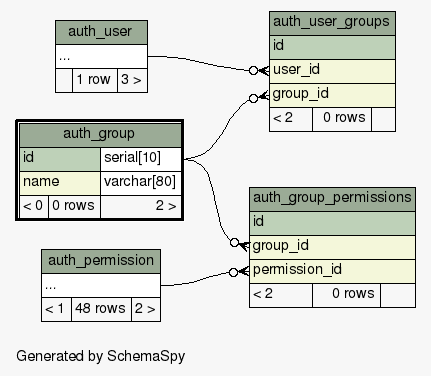 auth_user
...
1 row 3 >
auth_user_groups
id
user_id
group_id
< 2 0 rows
auth_group
id serial[10]
name varchar[80]
< 0 0 rows 2 >
auth_group_permissions
id
group_id
permission_id
< 2 0 rows
auth_permission
...
< 1 48 rows 2 >
Generated by SchemaSpy